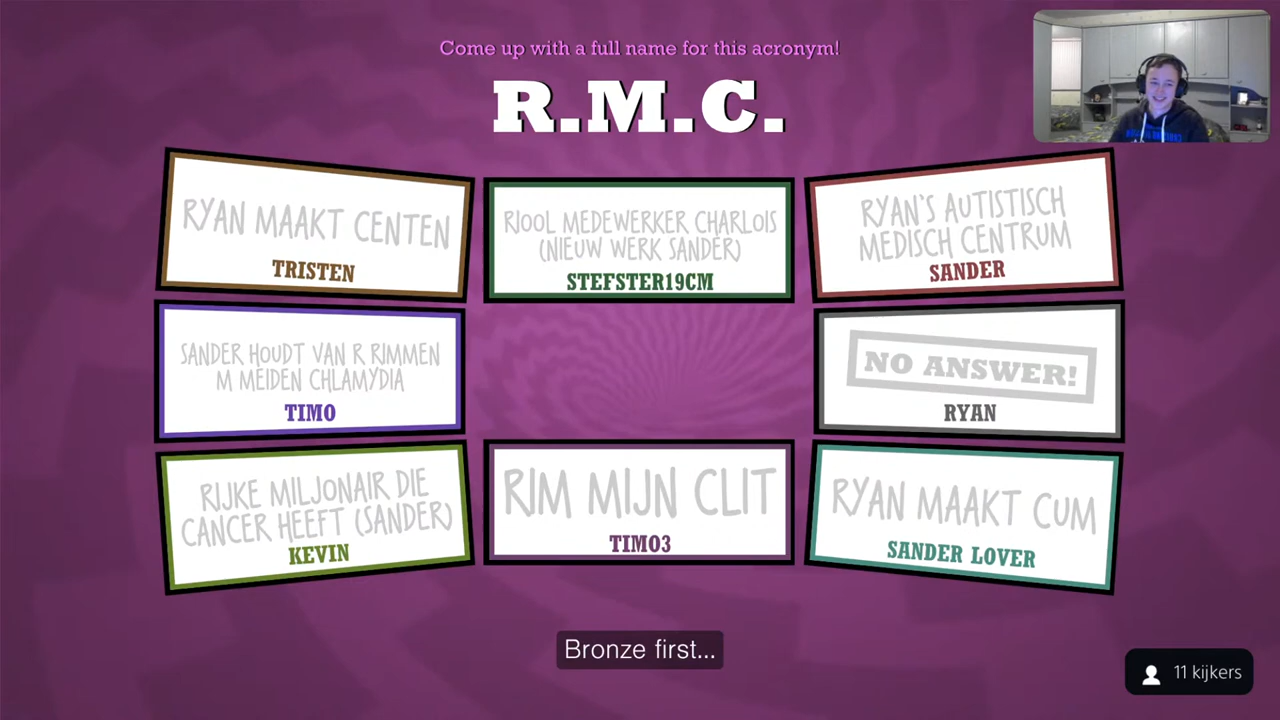 Come up with a full name for this acronym!
R.M.C.
RYAN MAAKT CENTEN
TRISTEN
RIOOL MEDEWERKER CHARLOIS
(NIEUW WERK SANDER)
STEFSTER19CM
RYAN'S AUTISTISCH
MEDISCH CENTRUM
SANDER
SANDER HOUDT VAN R RIMMEN
M MEIDEN CHLAMYDIA
TIMO
NO ANSWER!
RYAN
RIJKE MILJONAIR DIE
CANCER HEEFT (SANDER)
KEVIN
RIM MIJN CLIT
TIMO3
RYAN MAAKT CUM
SANDER LOVER
Bronze first...
11 kijkers